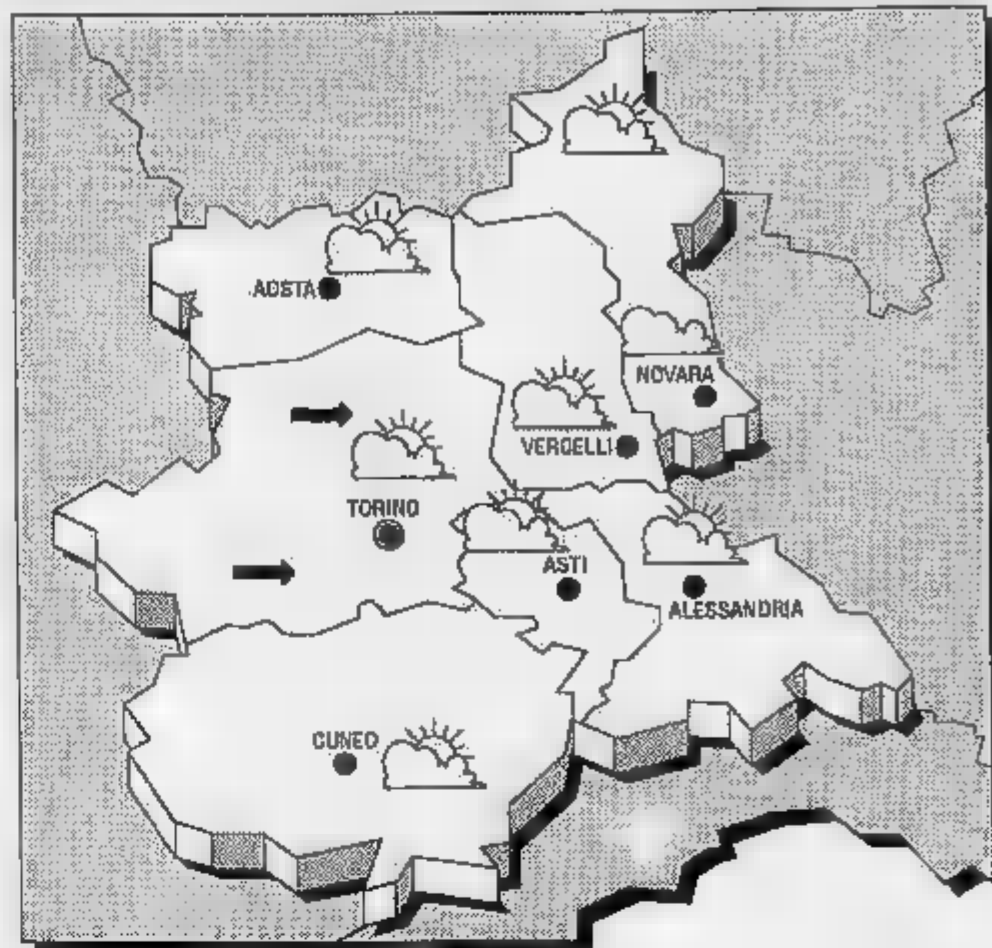 AOSTA
NOVARA
VERCELLI
TORINO
ASTI
ALESSANDRIA
CUNEO